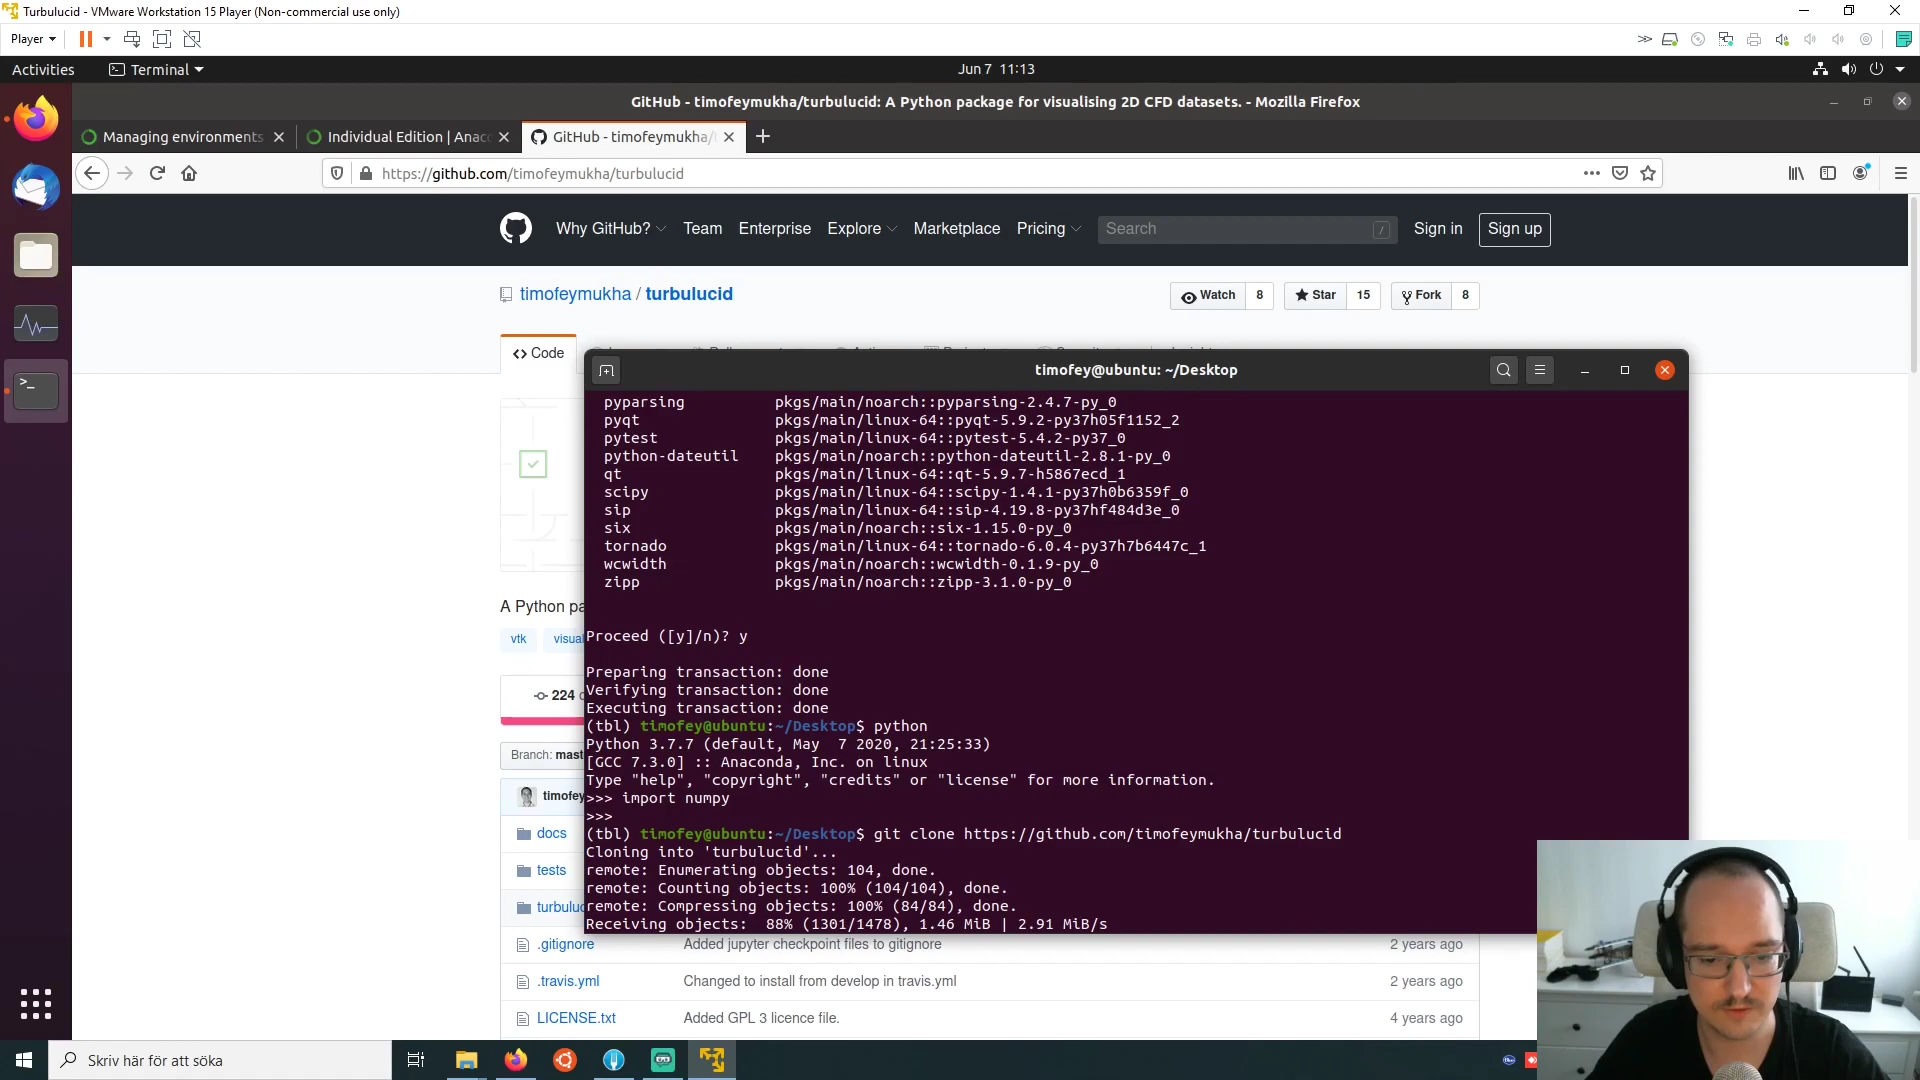 Turbulucid - VMware Workstation 15 Player (Non-commercial use only)
Player
Activities
Terminal
Jun 7 11:13
GitHub - timofeymukha/turbulucid: A Python package for visualising 2D CFD datasets. - Mozilla Firefox
Managing environments
Individual Edition | Anac
GitHub - timofeymukha/
https://github.com/timofeymukha/turbulucid
Why GitHub?
Team
Enterprise
Explore
Marketplace
Pricing
Search
/
Sign in
Sign up
timofeymukha / turbulucid
Watch 8
Star 15
Fork 8
Code
timofey@ubuntu: ~/Desktop
pyparsing pkgs/main/noarch::pyparsing-2.4.7-py_0
pyqt pkgs/main/linux-64::pyqt-5.9.2-py37h05f1152_2
pytest pkgs/main/linux-64::pytest-5.4.2-py37_0
python-dateutil pkgs/main/noarch::python-dateutil-2.8.1-py_0
qt pkgs/main/linux-64::qt-5.9.7-h5867ecd_1
scipy pkgs/main/linux-64::scipy-1.4.1-py37h0b6359f_0
sip pkgs/main/linux-64::sip-4.19.8-py37hf484d3e_0
six pkgs/main/noarch::six-1.15.0-py_0
tornado pkgs/main/linux-64::tornado-6.0.4-py37h7b6447c_1
wcwidth pkgs/main/noarch::wcwidth-0.1.9-py_0
zipp pkgs/main/noarch::zipp-3.1.0-py_0
Proceed ([y]/n)? y
Preparing transaction: done
Verifying transaction: done
Executing transaction: done
(tbl) timofey@ubuntu:~/Desktop$ python
Python 3.7.7 (default, May  7 2020, 21:25:33)
[GCC 7.3.0] :: Anaconda, Inc. on linux
Type "help", "copyright", "credits" or "license" for more information.
>>> import numpy
>>>
(tbl) timofey@ubuntu:~/Desktop$ git clone https://github.com/timofeymukha/turbulucid
Cloning into 'turbulucid'...
remote: Enumerating objects: 104, done.
remote: Counting objects: 100% (104/104), done.
remote: Compressing objects: 100% (84/84), done.
Receiving objects:  88% (1301/1478), 1.46 MiB | 2.91 MiB/s
A Python pa
vtk
visual
224 c
Branch: mast
timofey
docs
tests
turbuluc
.gitignore Added jupyter checkpoint files to gitignore 2 years ago
.travis.yml Changed to install from develop in travis.yml 2 years ago
LICENSE.txt Added GPL 3 licence file. 4 years ago
Skriv här för att söka